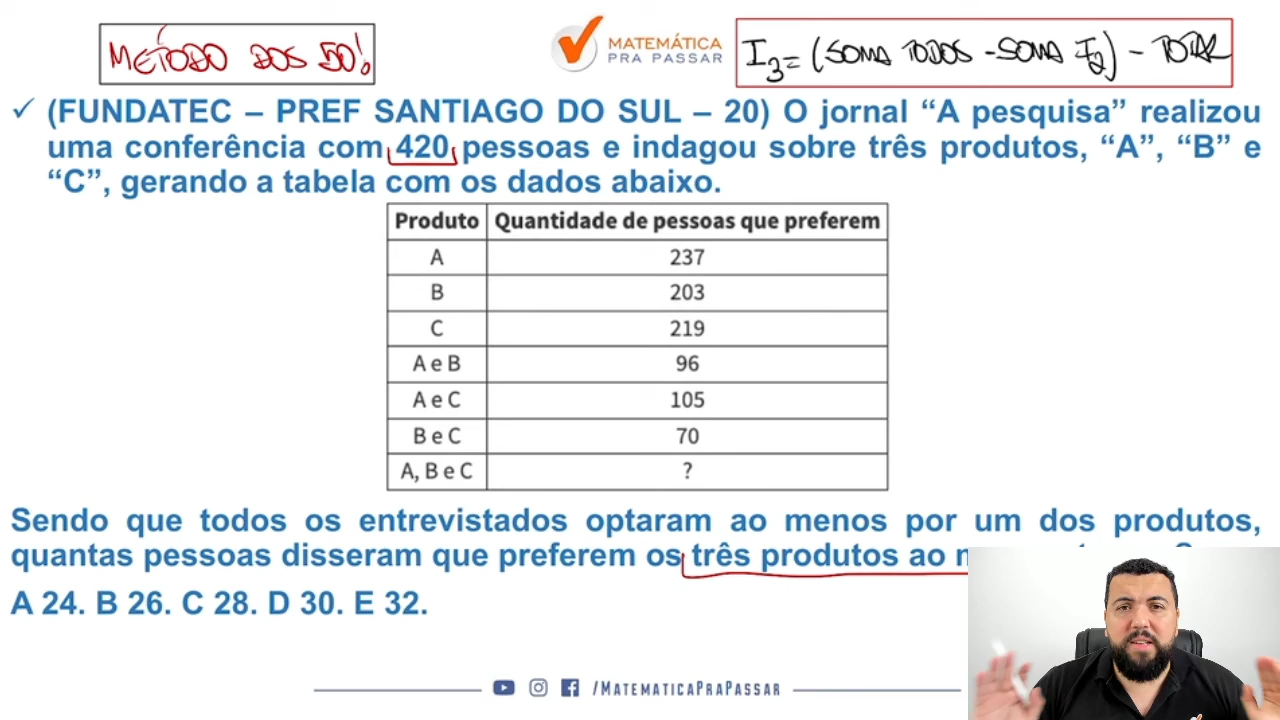 MÉTODO DOS 50!
MATEMÁTICA
PRA PASSAR
I3 = (SOMA TODOS - SOMA I2) - TOTAL
✓ (FUNDATEC – PREF SANTIAGO DO SUL – 20) O jornal “A pesquisa” realizou
uma conferência com 420 pessoas e indagou sobre três produtos, “A”, “B” e
“C”, gerando a tabela com os dados abaixo.
Produto Quantidade de pessoas que preferem
A 237
B 203
C 219
A e B 96
A e C 105
B e C 70
A, B e C ?
Sendo que todos os entrevistados optaram ao menos por um dos produtos,
quantas pessoas disseram que preferem os três produtos ao
A 24. B 26. C 28. D 30. E 32.
/MATEMATICAPRAPASSAR